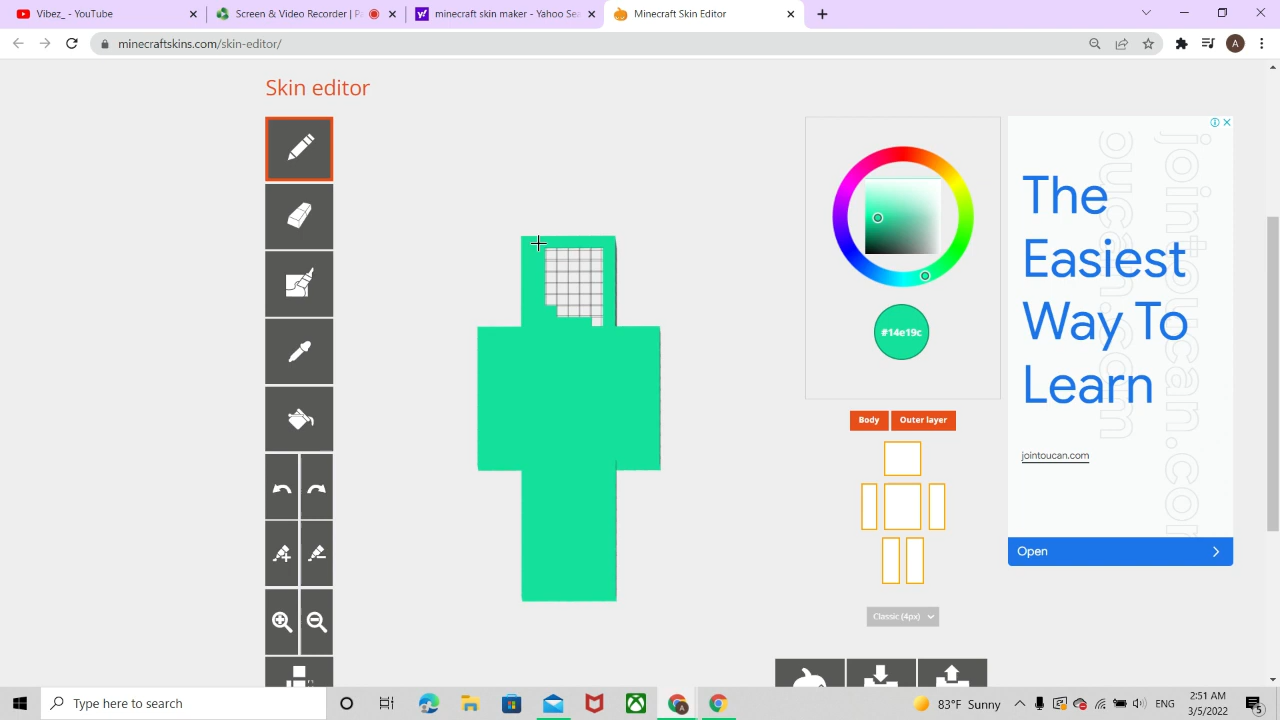 Vibez_-YouTube
Screen & Video Recorder | P
minecraft skin maker - Yahoo Sea
Minecraft Skin Editor
minecraftskins.com/skin-editor/
A
Skin editor
#14e19c
Body
Outer layer
Classic (4px)
The
Easiest
Way To
Learn
jointoucan.com
Open
Type here to search
83°F Sunny
ENG
2:51 AM
3/5/2022
5